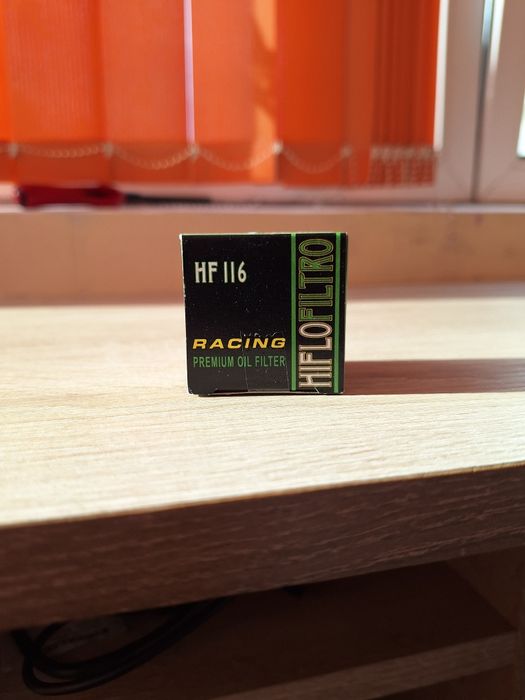 HF 116
RACING
PREMIUM OIL FILTER
HIFLOFILTRO